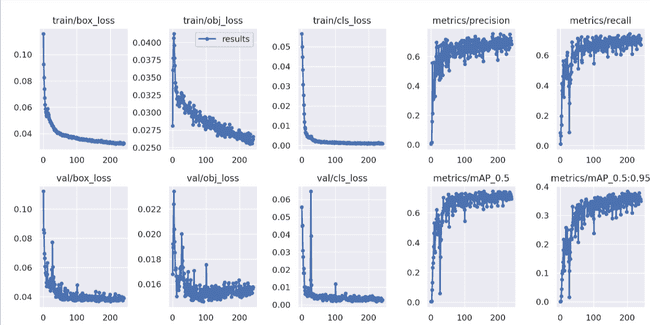 train/box_loss
train/obj_loss
train/cls_loss
metrics/precision
metrics/recall
0.10
0.08
0.06
0.04
0 100 200
0.0400
0.0375
0.0350
0.0325
0.0300
0.0275
0.0250
0 100 200
results
0.05
0.04
0.03
0.02
0.01
0.00
0 100 200
0.6
0.4
0.2
0.0
0 100 200
0.6
0.4
0.2
0.0
0 100 200
val/box_loss
val/obj_loss
val/cls_loss
metrics/mAP_0.5
metrics/mAP_0.5:0.95
0.10
0.08
0.06
0.04
0 100 200
0.022
0.020
0.018
0.016
0 100 200
0.06
0.05
0.04
0.03
0.02
0.01
0.00
0 100 200
0.6
0.4
0.2
0.0
0 100 200
0.4
0.3
0.2
0.1
0.0
0 100 200